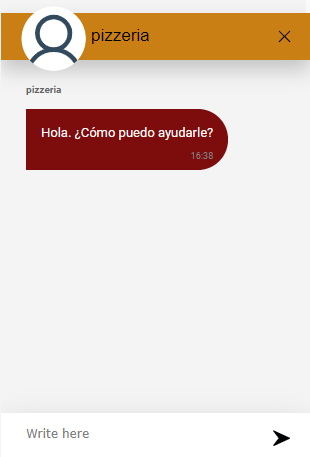 pizzeria
pizzeria
Hola. ¿Cómo puedo ayudarle?
16:38
Write here